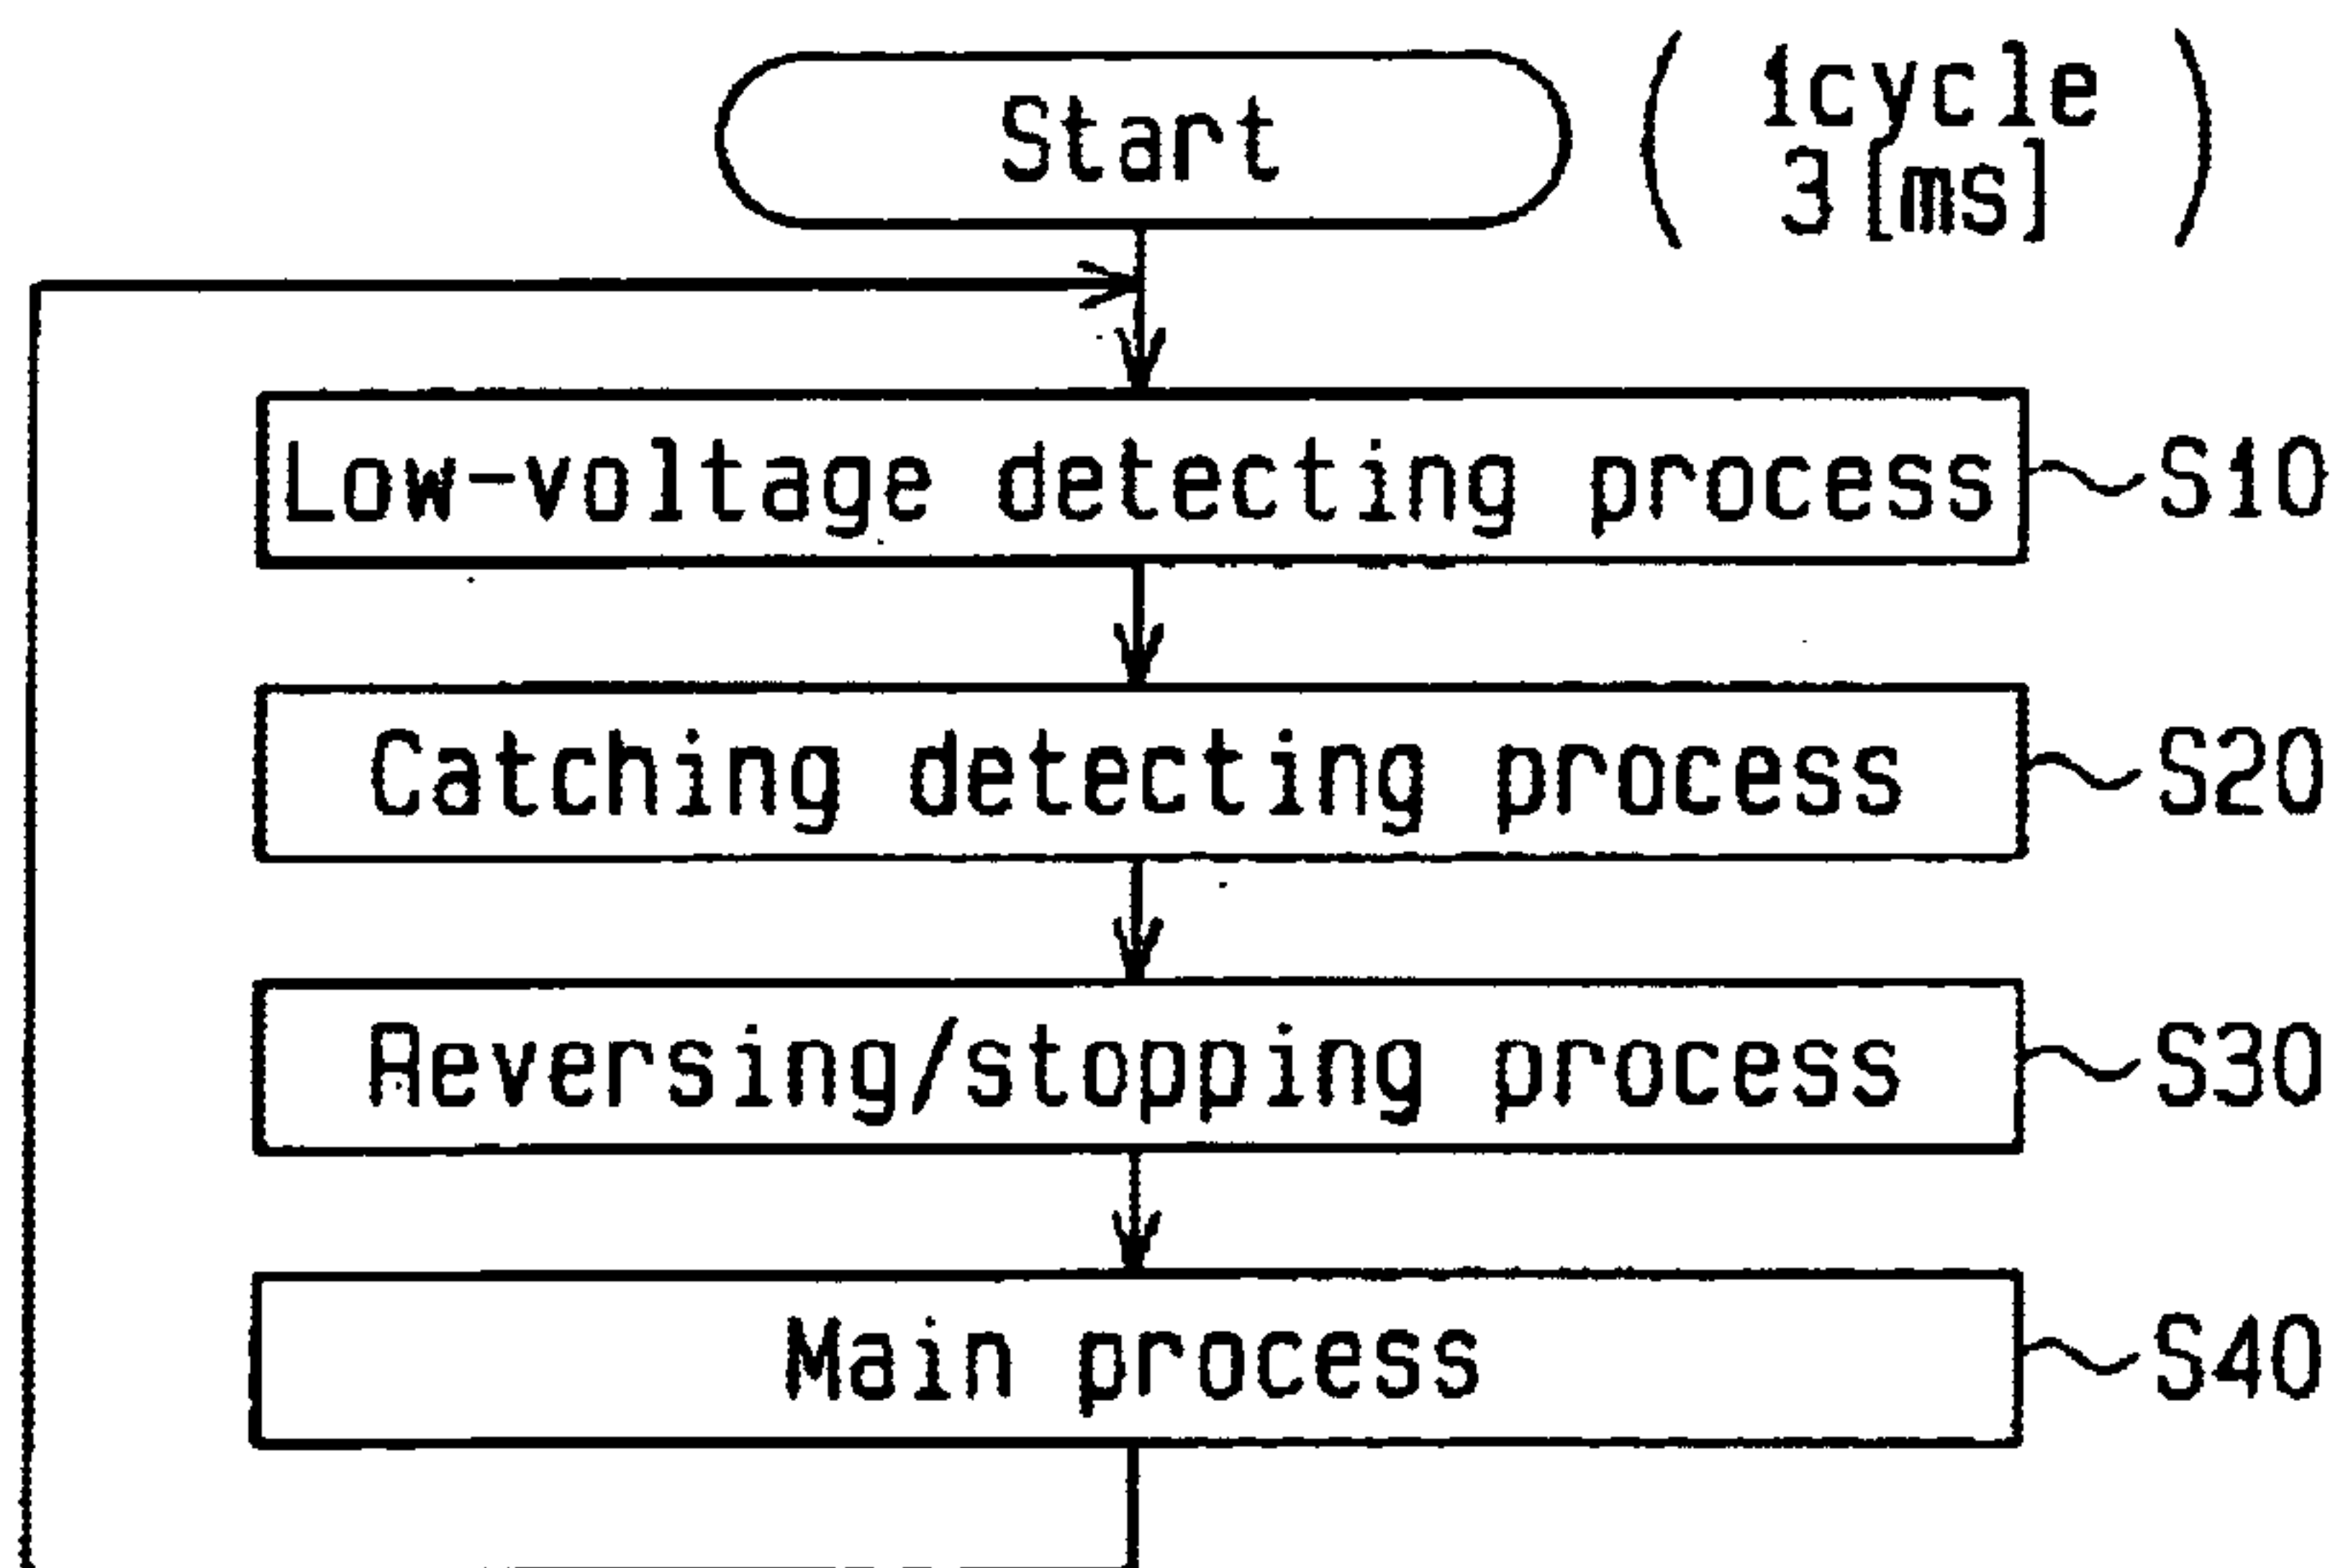 Start
( 1cycle
3 [ms] )
Low-voltage detecting process S10
Catching detecting process S20
Reversing/stopping process S30
Main process S40